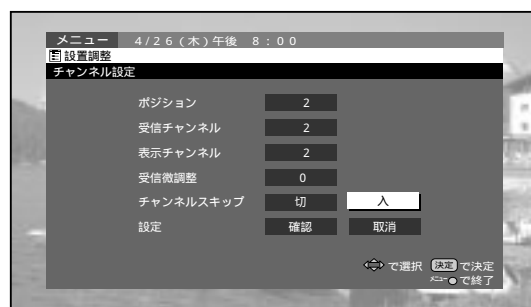 メニュー 4/26(木)午後 8:00
設置調整
チャンネル設定
ポジション 2
受信チャンネル 2
表示チャンネル 2
受信微調整 0
チャンネルスキップ 切 入
設定 確認 取消
で選択 決定 で決定
メニュー で終了